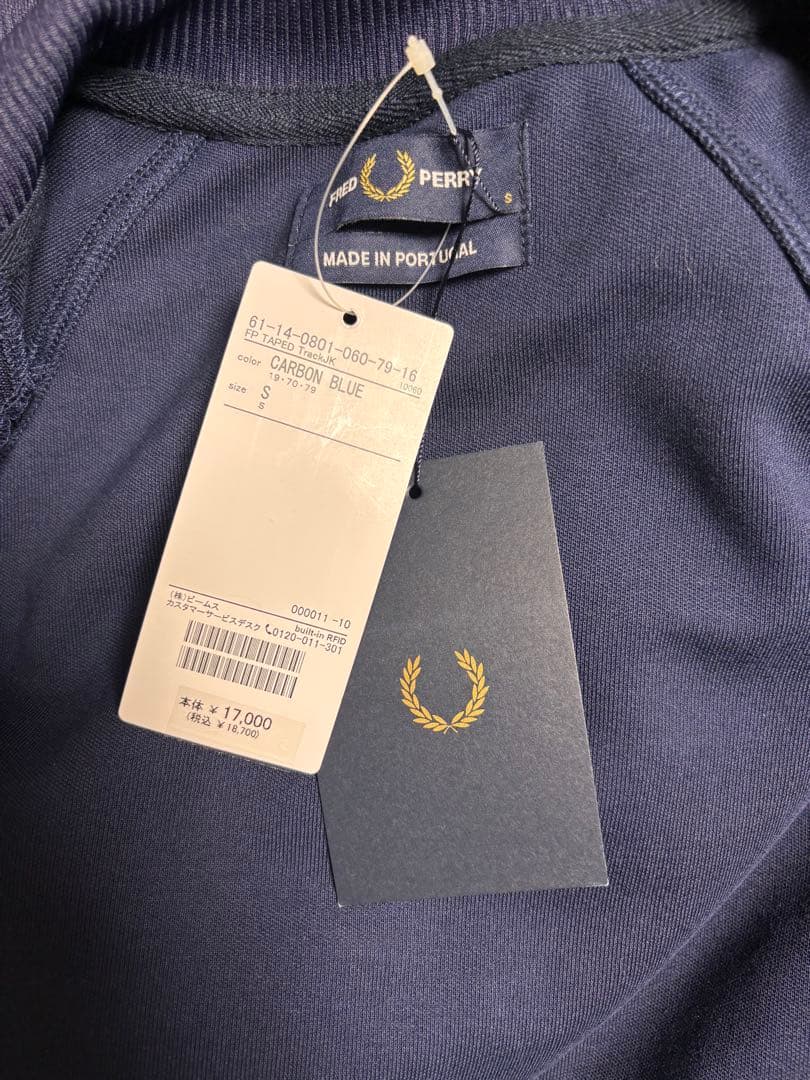 FRED PERRY
S
MADE IN PORTUGAL
61-14-0801-060-79-16
FP TAPED TrackJK 10060
color CARBON BLUE
19・70・79
size S
S
(株)ビームス 000011 -10
カスタマーサービスデスク 0120-011-301
built-in RFID
本体 ¥ 17,000
(税込 ¥ 18,700)